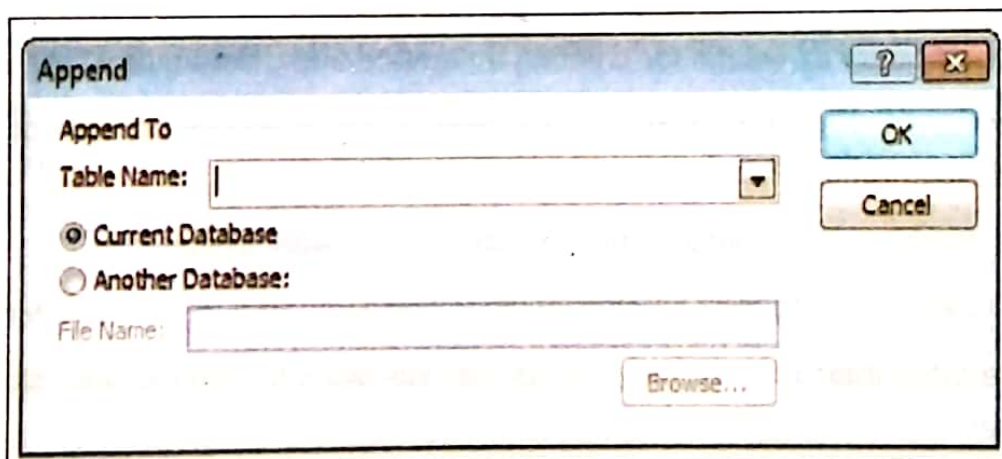 Append
Append To
OK
Table Name:
Cancel
Current Database
Another Database:
File Name:
Browse...